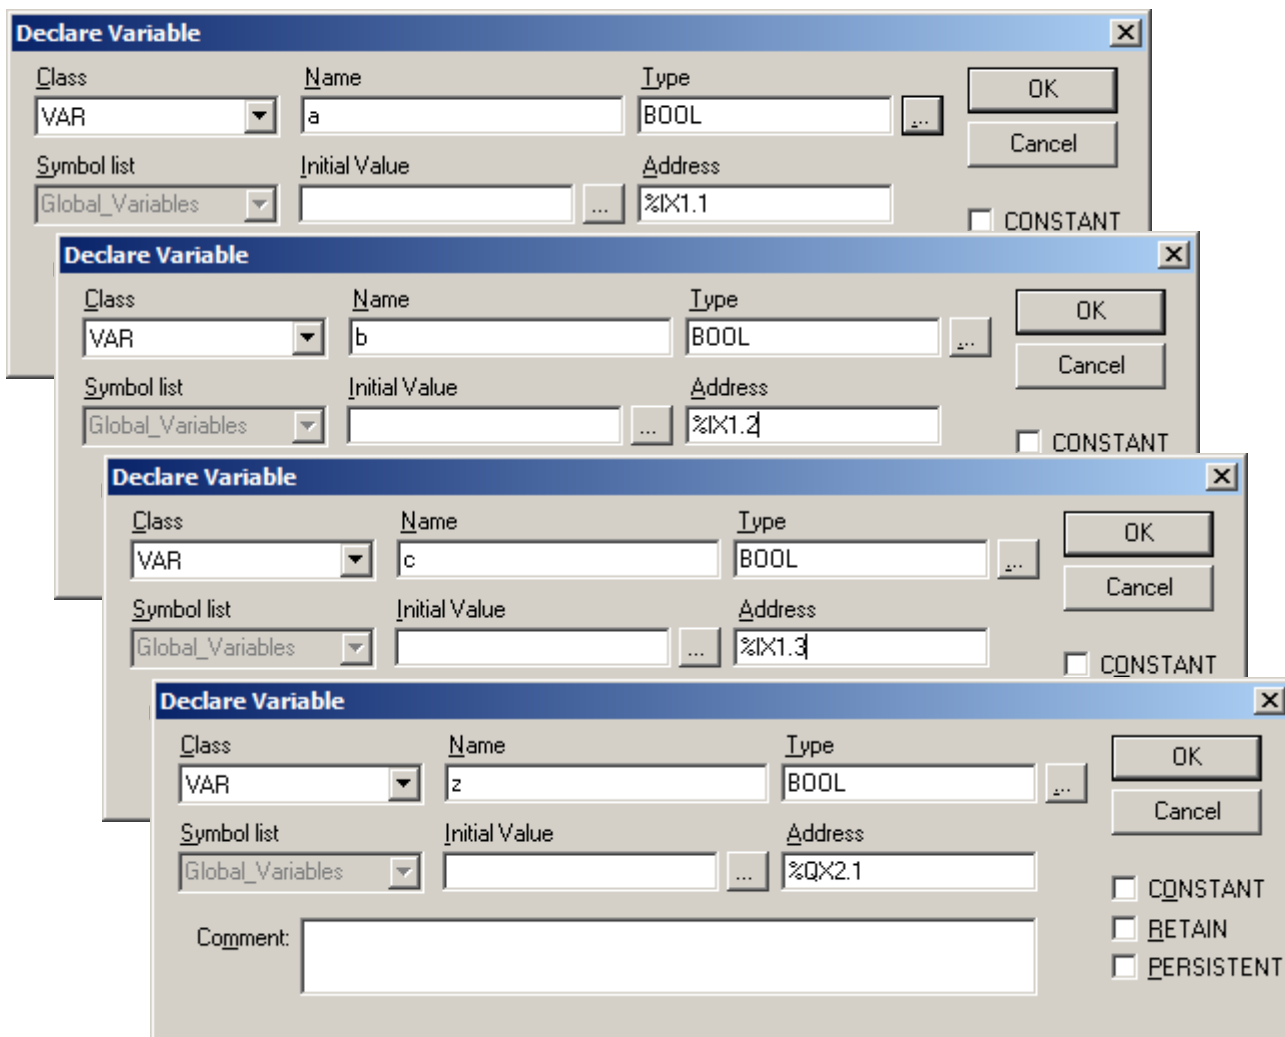 Declare Variable
Class Name Type
VAR a BOOL ... OK
Cancel
Symbol list Initial Value Address
Global_Variables ... %IX1.1
CONSTANT
Declare Variable
Class Name Type
VAR b BOOL ... OK
Cancel
Symbol list Initial Value Address
Global_Variables ... %IX1.2
CONSTANT
Declare Variable
Class Name Type
VAR c BOOL ... OK
Cancel
Symbol list Initial Value Address
Global_Variables ... %IX1.3
CONSTANT
Declare Variable
Class Name Type
VAR z BOOL ... OK
Cancel
Symbol list Initial Value Address
Global_Variables ... %QX2.1
CONSTANT
Comment: RETAIN
PERSISTENT